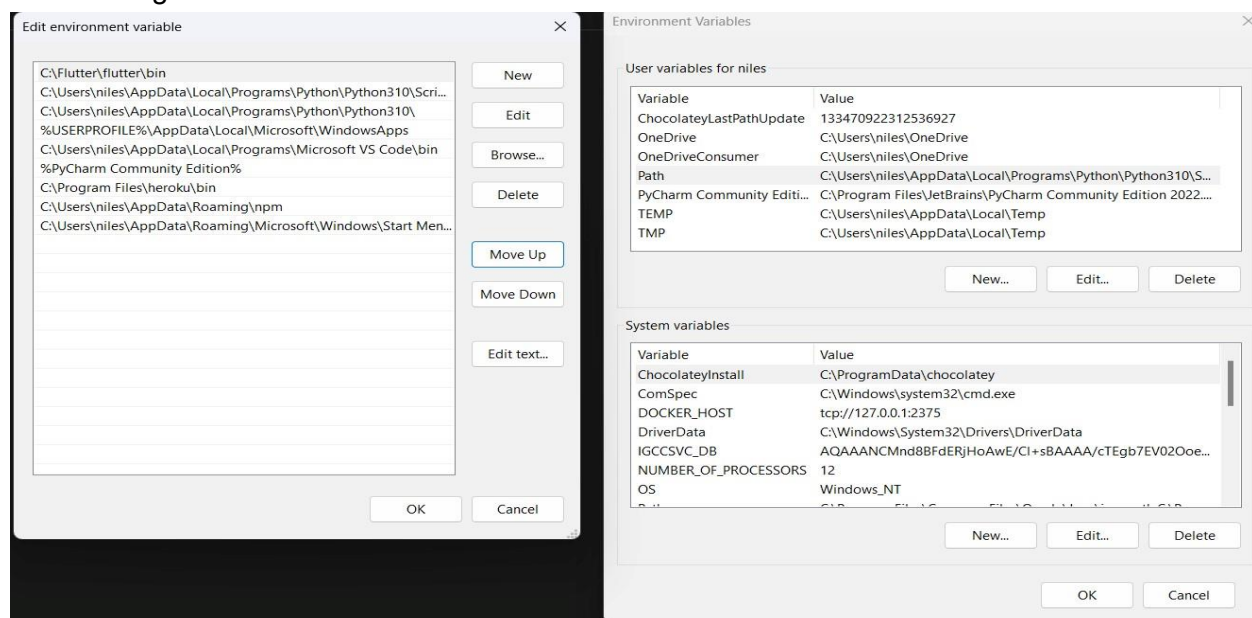 Edit environment variable
C:\Flutter\flutter\bin
C:\Users\niles\AppData\Local\Programs\Python\Python310\Scri...
C:\Users\niles\AppData\Local\Programs\Python\Python310\
%USERPROFILE%\AppData\Local\Microsoft\WindowsApps
C:\Users\niles\AppData\Local\Programs\Microsoft VS Code\bin
%PyCharm Community Edition%
C:\Program Files\heroku\bin
C:\Users\niles\AppData\Roaming\npm
C:\Users\niles\AppData\Roaming\Microsoft\Windows\Start Men...
New
Edit
Browse...
Delete
Move Up
Move Down
Edit text...
OK Cancel
Environment Variables
User variables for niles
Variable Value
ChocolateyLastPathUpdate 133470922312536927
OneDrive C:\Users\niles\OneDrive
OneDriveConsumer C:\Users\niles\OneDrive
Path C:\Users\niles\AppData\Local\Programs\Python\Python310\S...
PyCharm Community Editi... C:\Program Files\JetBrains\PyCharm Community Edition 2022....
TEMP C:\Users\niles\AppData\Local\Temp
TMP C:\Users\niles\AppData\Local\Temp
New... Edit... Delete
System variables
Variable Value
ChocolateyInstall C:\ProgramData\chocolatey
ComSpec C:\Windows\system32\cmd.exe
DOCKER_HOST tcp://127.0.0.1:2375
DriverData C:\Windows\System32\Drivers\DriverData
IGCCSVC_DB AQAAANCMnd8BFdERjHoAwE/Cl+sBAAAA/cTEgb7EV02Ooe...
NUMBER_OF_PROCESSORS 12
OS Windows_NT
New... Edit... Delete
OK Cancel